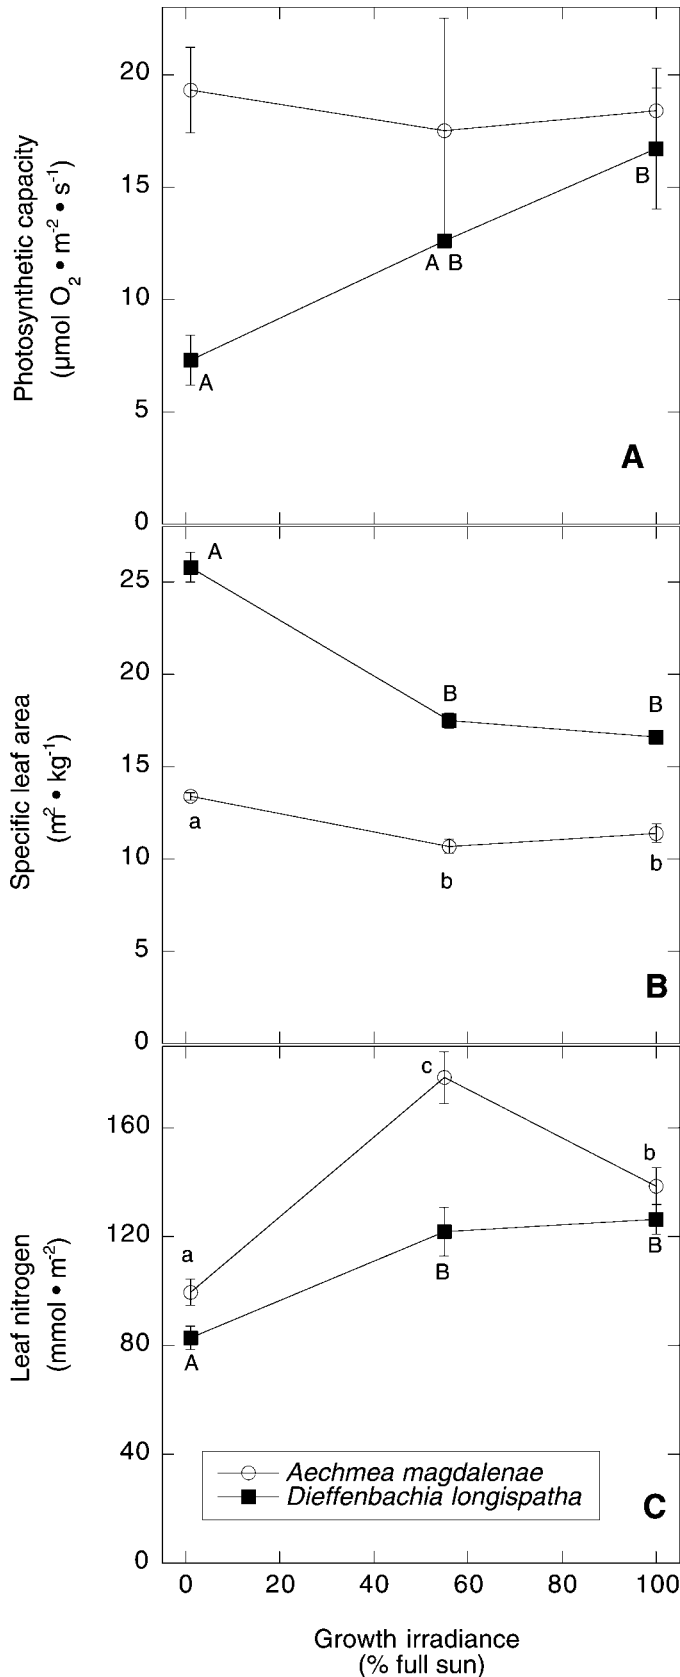 20
15
10
5
0
Photosynthetic capacity
(μmol O2 • m-2 • s-1)
A
A B
B
A
25
20
15
10
5
0
Specific leaf area
(m2 • kg-1)
A
B
B
a
b
b
B
160
120
80
40
0
Leaf nitrogen
(mmol • m-2)
c
b
a
B
B
A
Aechmea magdalenae
Dieffenbachia longispatha
C
0 20 40 60 80 100
Growth irradiance
(% full sun)